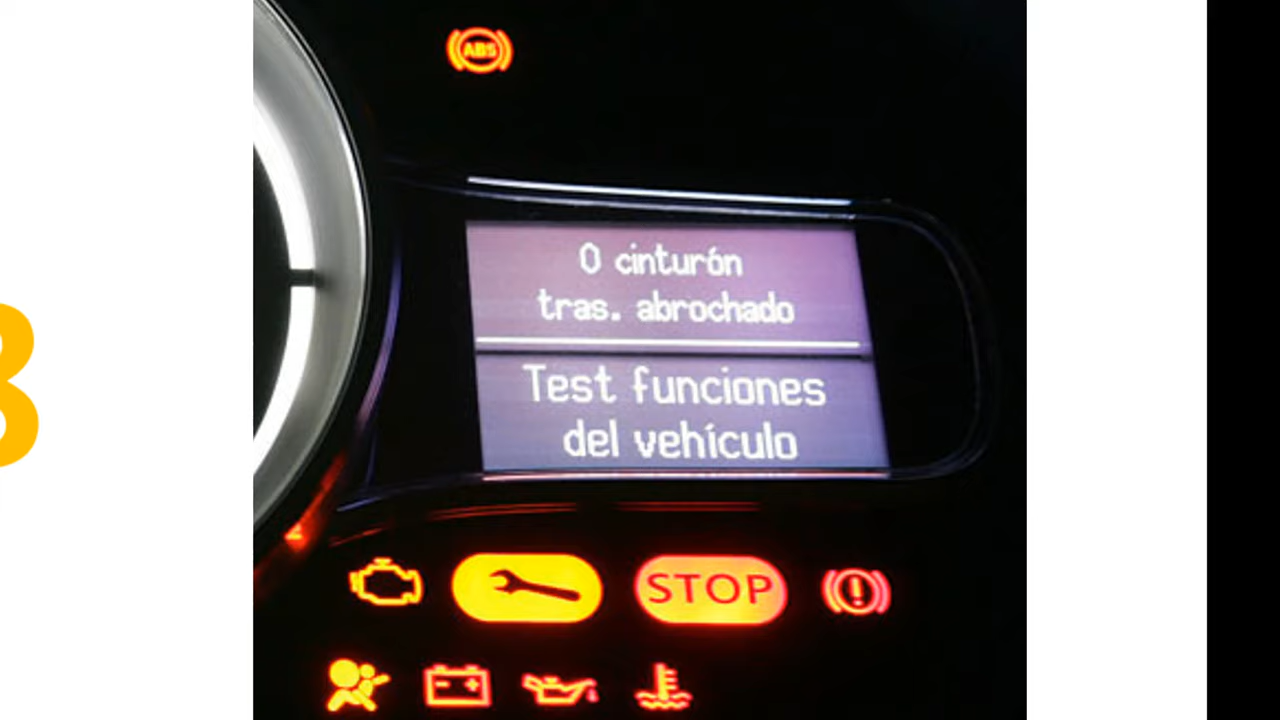 ABS
0 cinturón
tras. abrochado
Test funciones
del vehículo
STOP